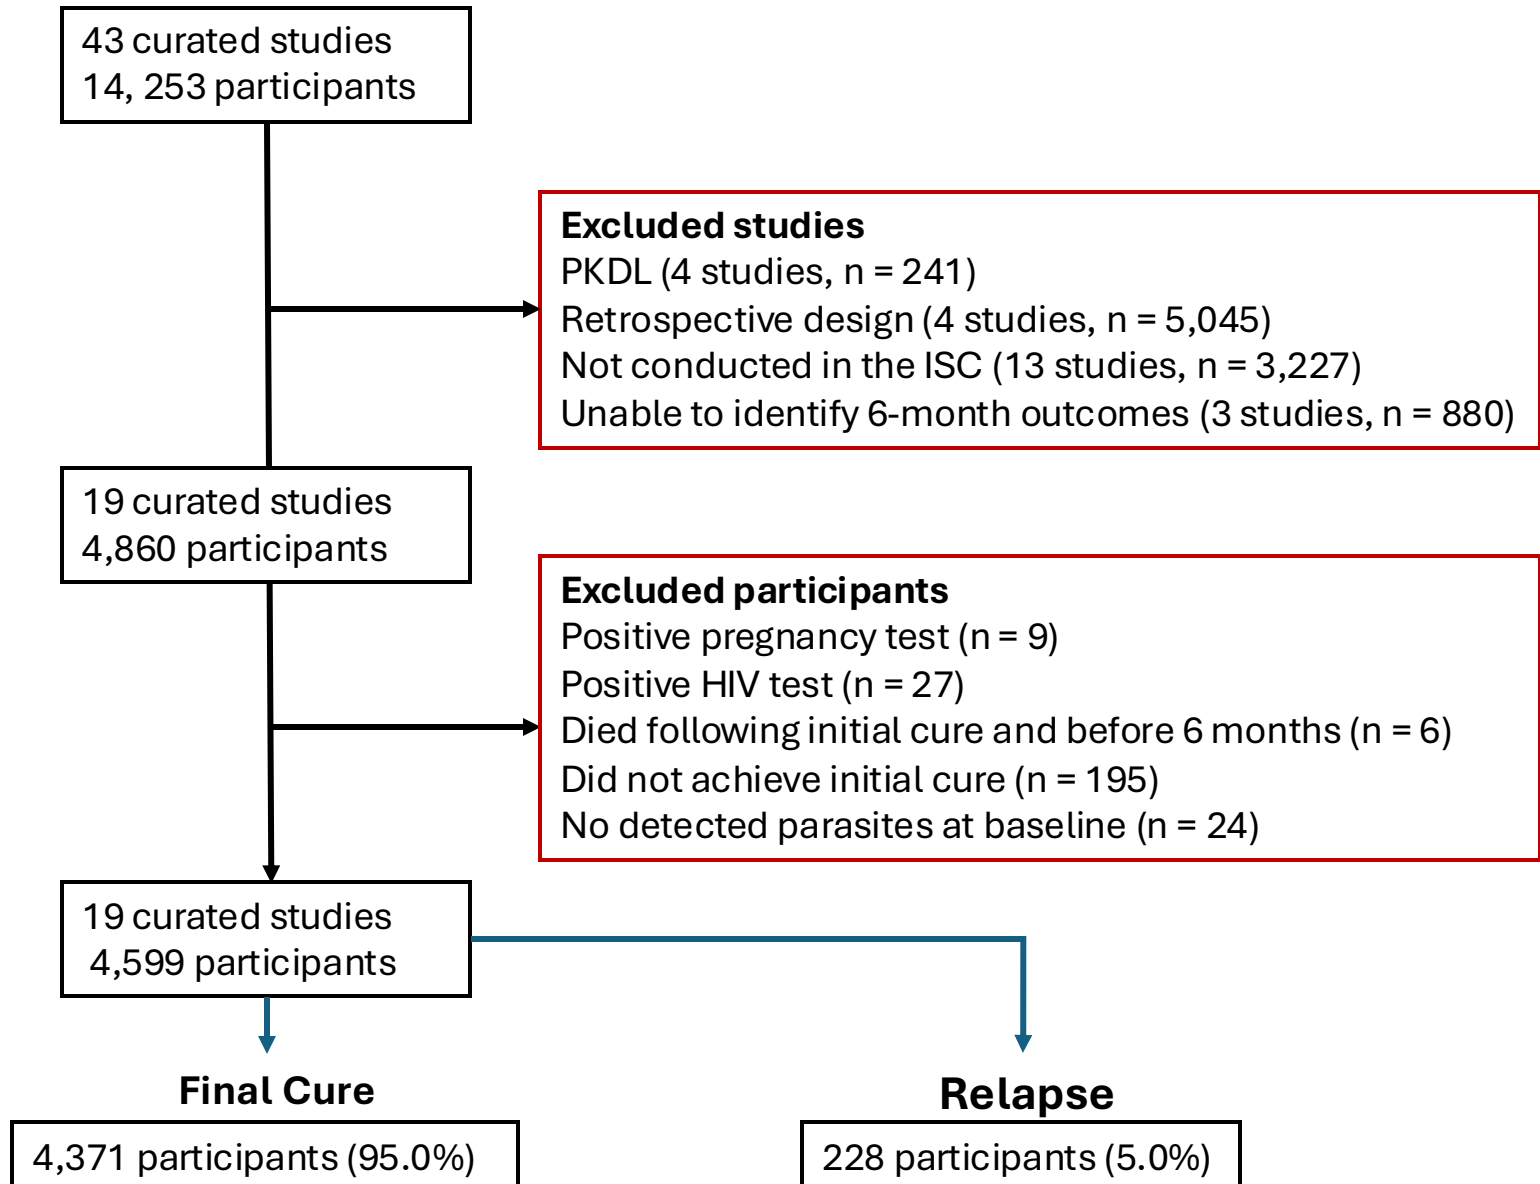 43 curated studies
14, 253 participants
Excluded studies
PKDL (4 studies, n = 241)
Retrospective design (4 studies, n = 5,045)
Not conducted in the ISC (13 studies, n = 3,227)
Unable to identify 6-month outcomes (3 studies, n = 880)
19 curated studies
4,860 participants
Excluded participants
Positive pregnancy test (n = 9)
Positive HIV test (n = 27)
Died following initial cure and before 6 months (n = 6)
Did not achieve initial cure (n = 195)
No detected parasites at baseline (n = 24)
19 curated studies
4,599 participants
Final Cure
4,371 participants (95.0%)
Relapse
228 participants (5.0%)